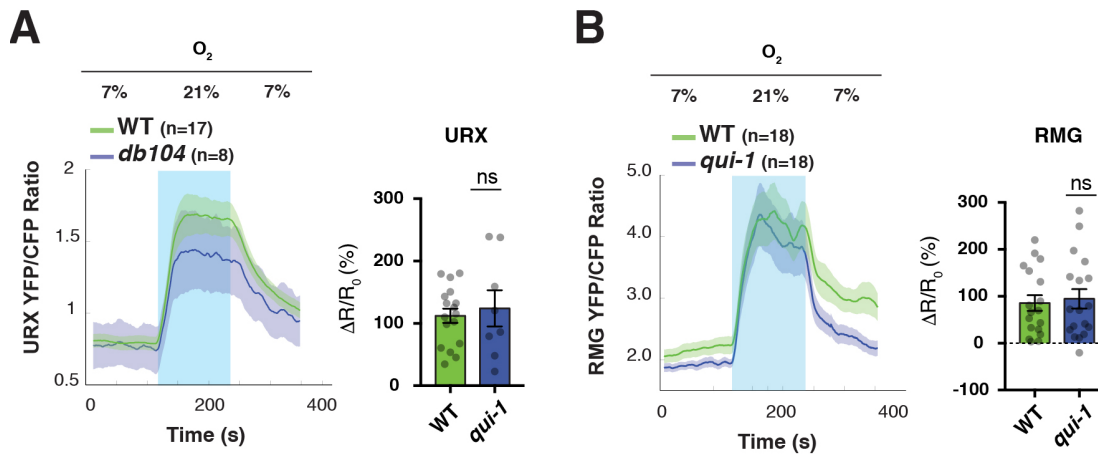 A
O2
7% 21% 7%
WT (n=17)
db104 (n=8)
URX YFP/CFP Ratio
2
1.5
1
0.5
0 200 400
Time (s)
URX
ns
ΔR/R0 (%)
300
200
100
0
WT qui-1
B
O2
7% 21% 7%
WT (n=18)
qui-1 (n=18)
RMG YFP/CFP Ratio
5.0
4.0
3.0
2.0
0 200 400
Time (s)
RMG
ns
ΔR/R0 (%)
300
200
100
0
-100
WT qui-1